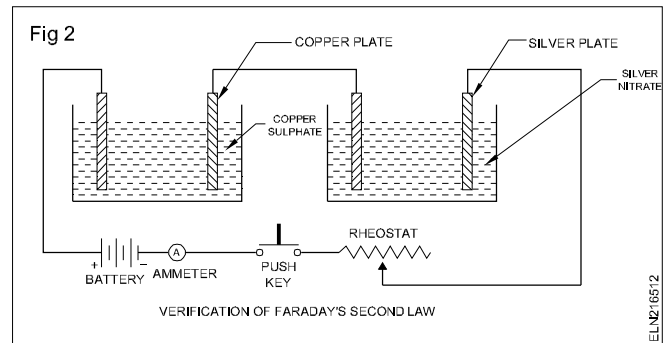 Fig 2
COPPER PLATE
SILVER PLATE
SILVER
NITRATE
COPPER
SULPHATE
RHEOSTAT
+ BATTERY −
A
AMMETER
PUSH
KEY
VERIFICATION OF FARADAY'S SECOND LAW
ELN216512